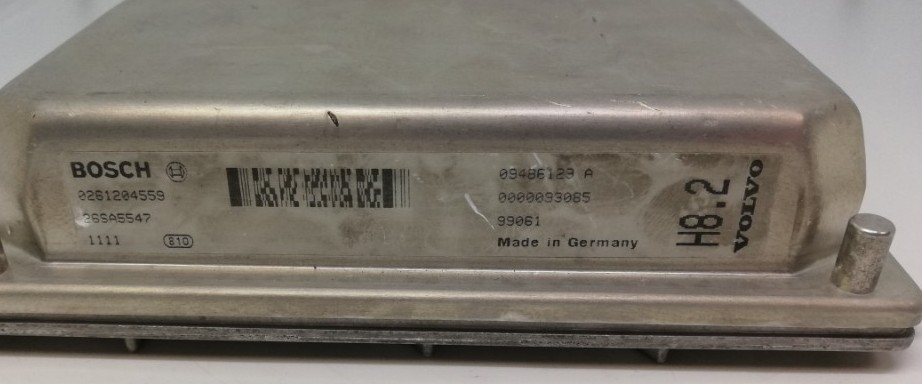 BOSCH
0261204559
26SA5547
1111 810
09486129 A
0000093085
99061
Made in Germany
H8.2
VOLVO